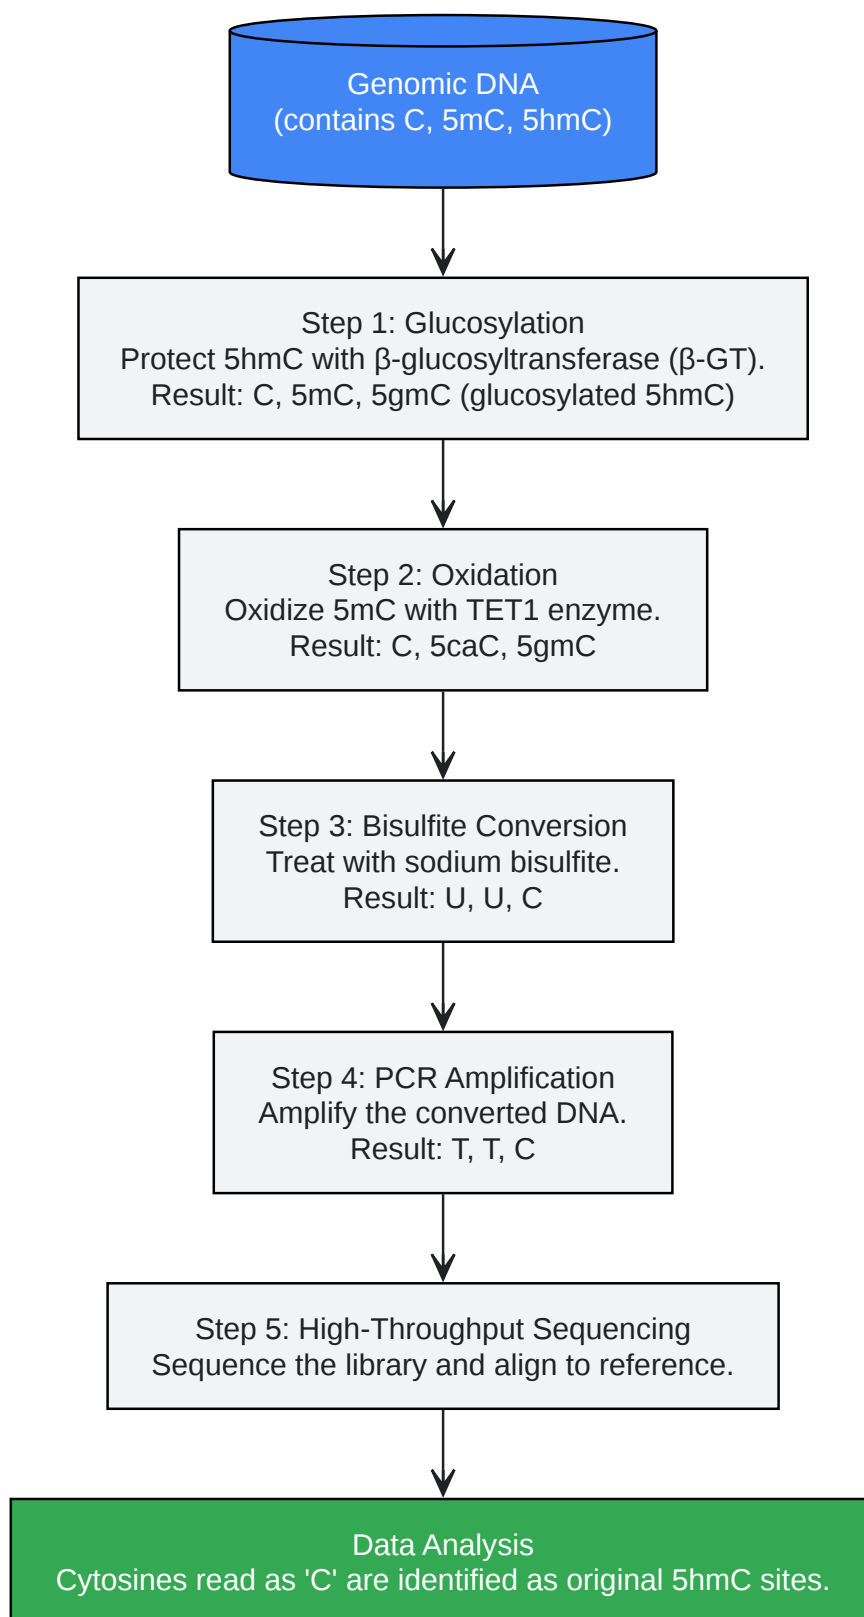 Genomic DNA
(contains C, 5mC, 5hmC)
Step 1: Glucosylation
Protect 5hmC with β-glucosyltransferase (β-GT).
Result: C, 5mC, 5gmC (glucosylated 5hmC)
Step 2: Oxidation
Oxidize 5mC with TET1 enzyme.
Result: C, 5caC, 5gmC
Step 3: Bisulfite Conversion
Treat with sodium bisulfite.
Result: U, U, C
Step 4: PCR Amplification
Amplify the converted DNA.
Result: T, T, C
Step 5: High-Throughput Sequencing
Sequence the library and align to reference.
Data Analysis
Cytosines read as 'C' are identified as original 5hmC sites.